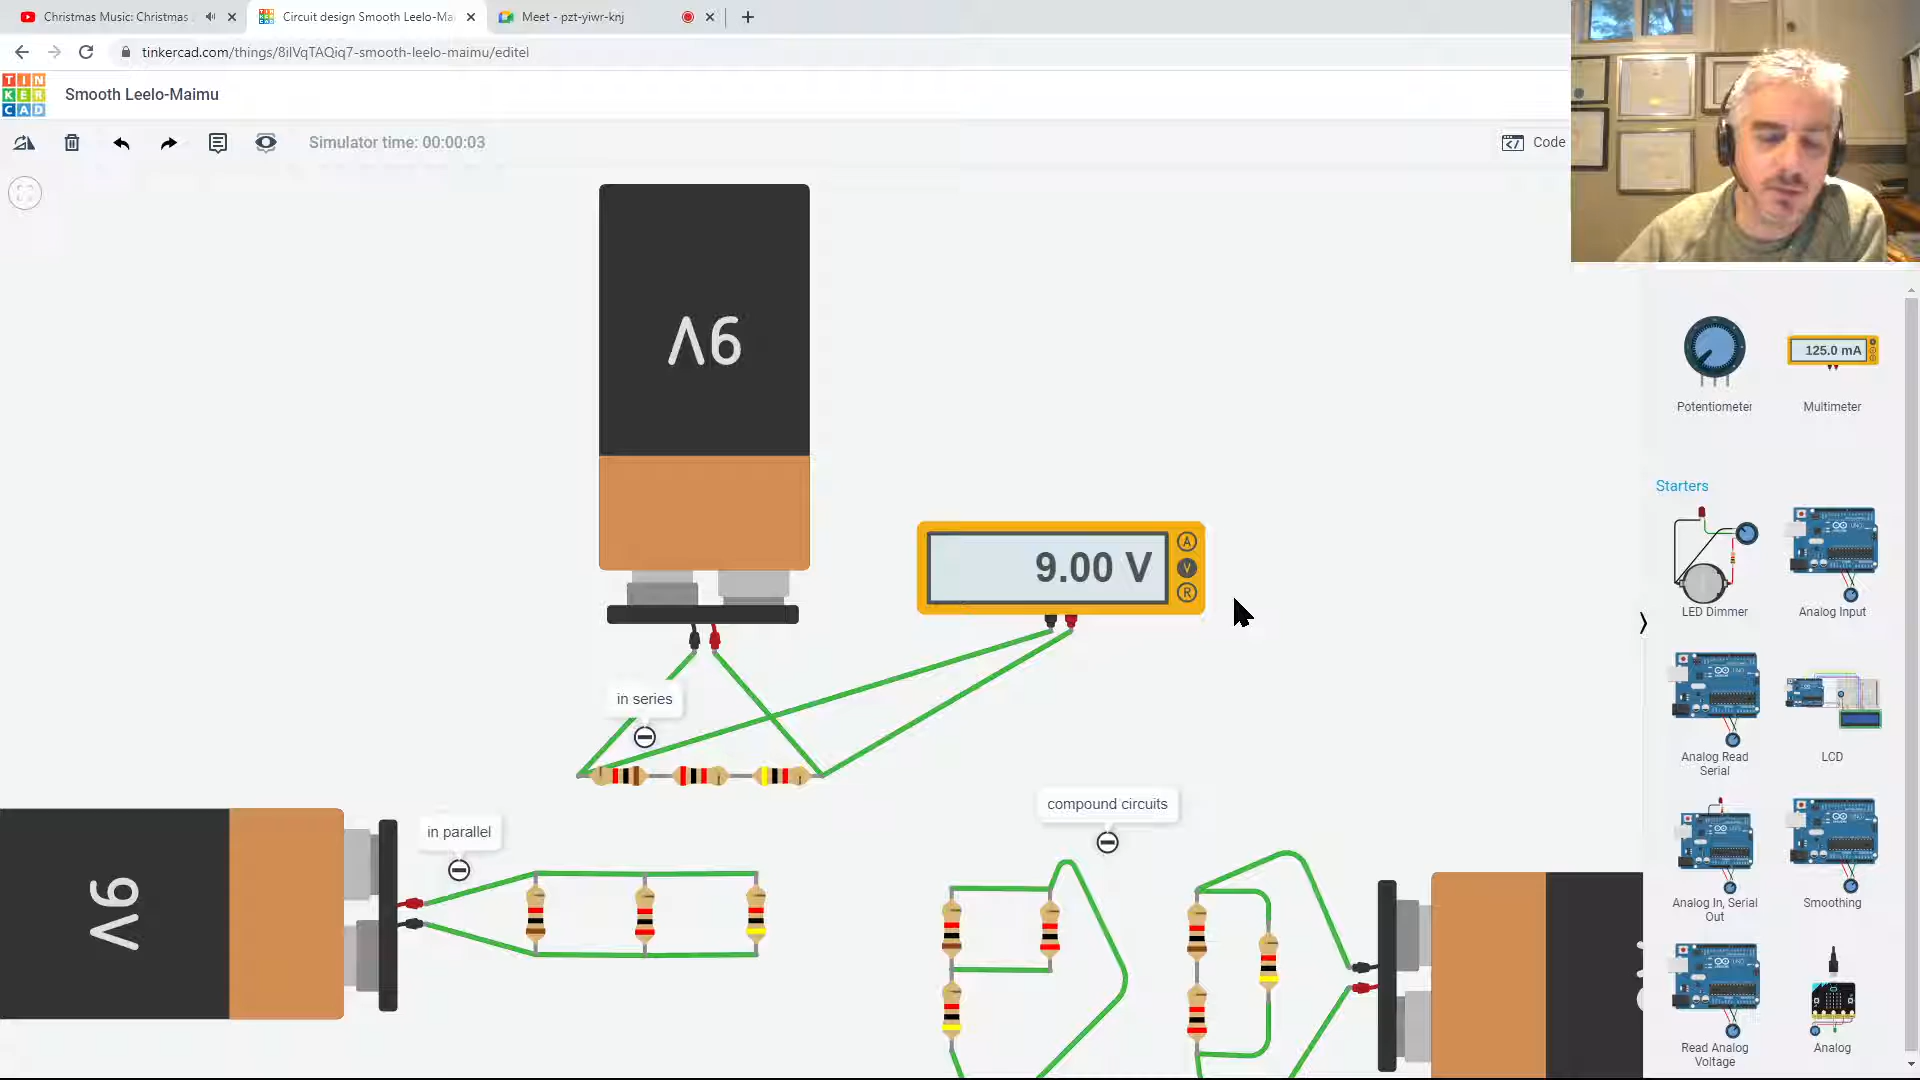 Christmas Music: Christmas
Circuit design Smooth Leelo-Ma
Meet - pzt-yiwr-knj
tinkercad.com/things/8ilVqTAQiq7-smooth-leelo-maimu/editel
TIN
KER
CAD
Smooth Leelo-Maimu
Simulator time: 00:00:03
Code
9V
9.00 V
A
V
R
in series
in parallel
compound circuits
9V
125.0 mA
Potentiometer
Multimeter
Starters
LED Dimmer
Analog Input
Analog Read
Serial
LCD
Analog In, Serial
Out
Smoothing
Read Analog
Voltage
Analog